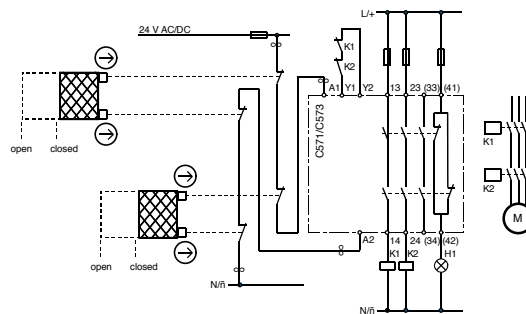 L/+
24 V AC/DC
K1
K2
A1 Y1 Y2 13 23 (33) (41)
C571/C573
K1
open closed
K2
M
A2 14 24 (34) (42)
K1 K2 H1
open closed
N/ñ
N/ñ